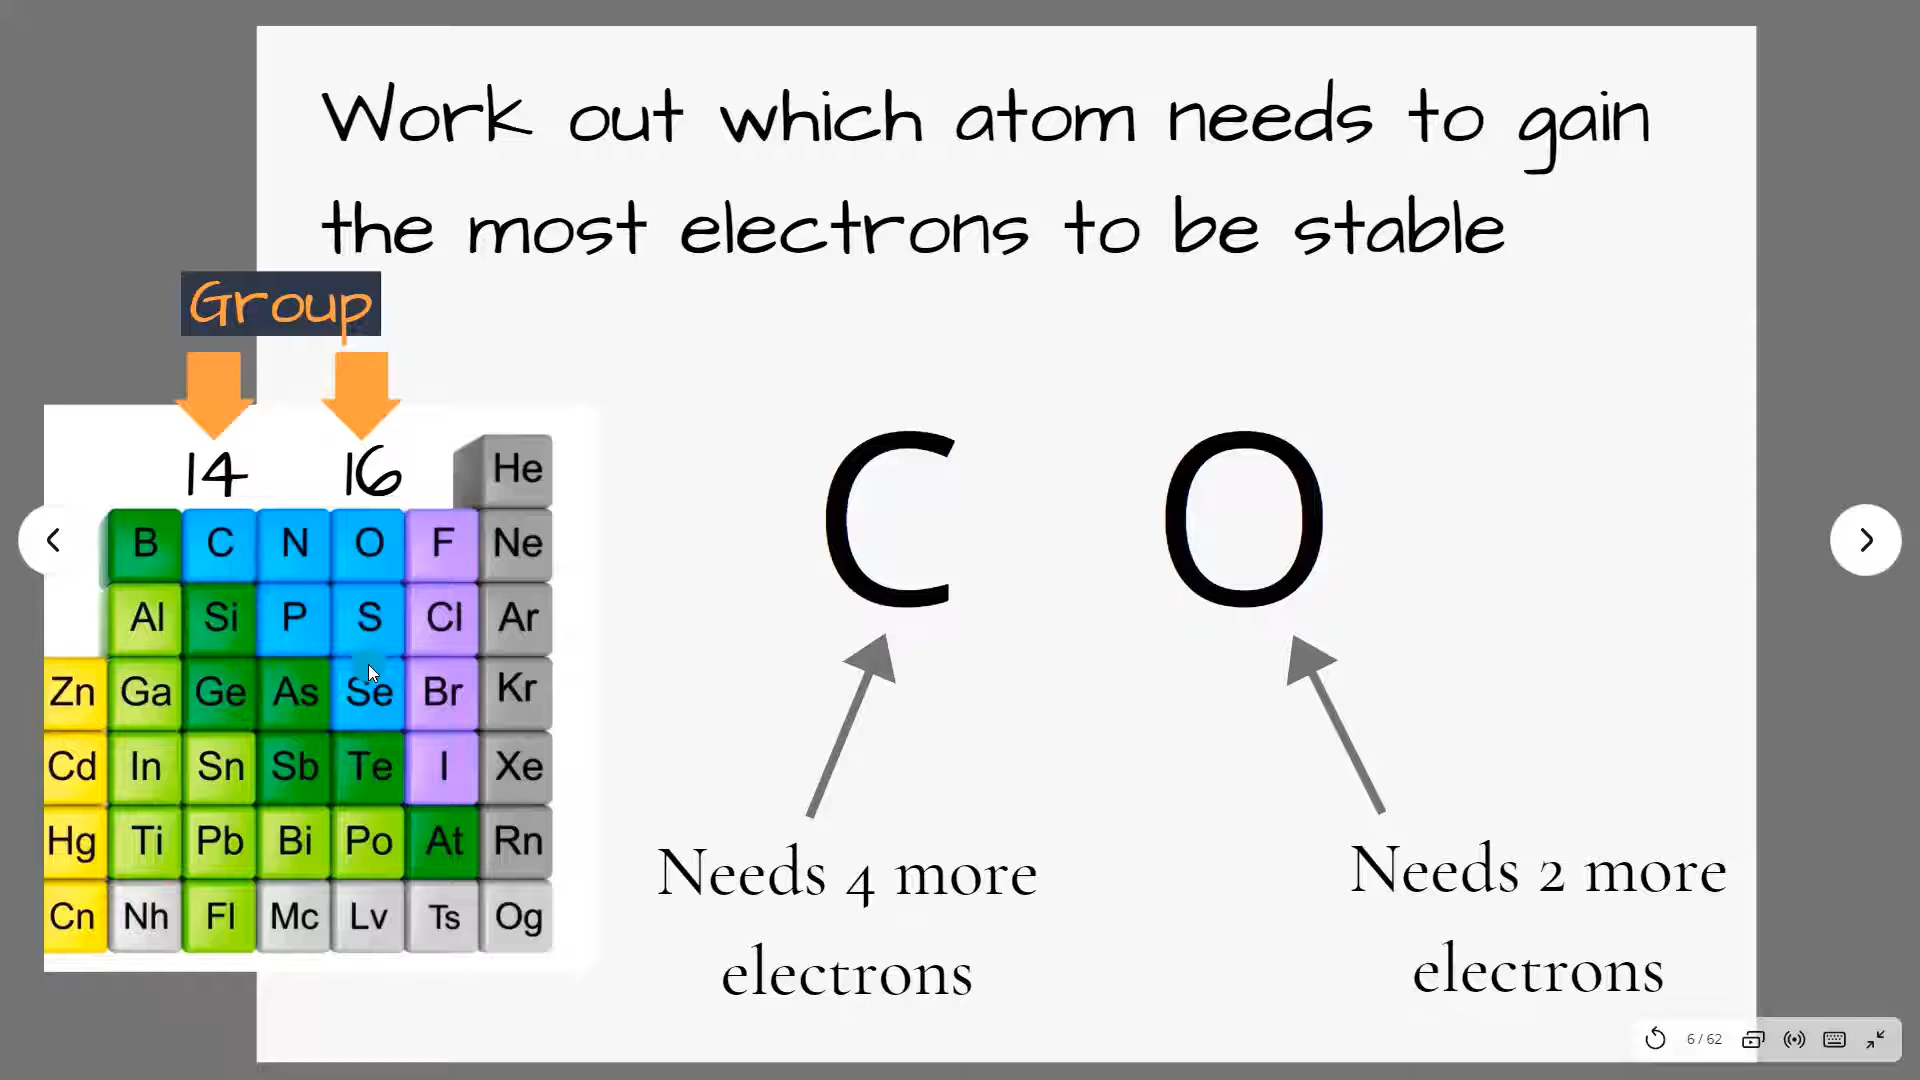 Work out which atom needs to gain
the most electrons to be stable
Group
14 16
He
B C N O F Ne
Al Si P S Cl Ar
Zn Ga Ge As Se Br Kr
Cd In Sn Sb Te I Xe
Hg Ti Pb Bi Po At Rn
Cn Nh Fl Mc Lv Ts Og
C O
Needs 4 more
electrons
Needs 2 more
electrons
6 / 62